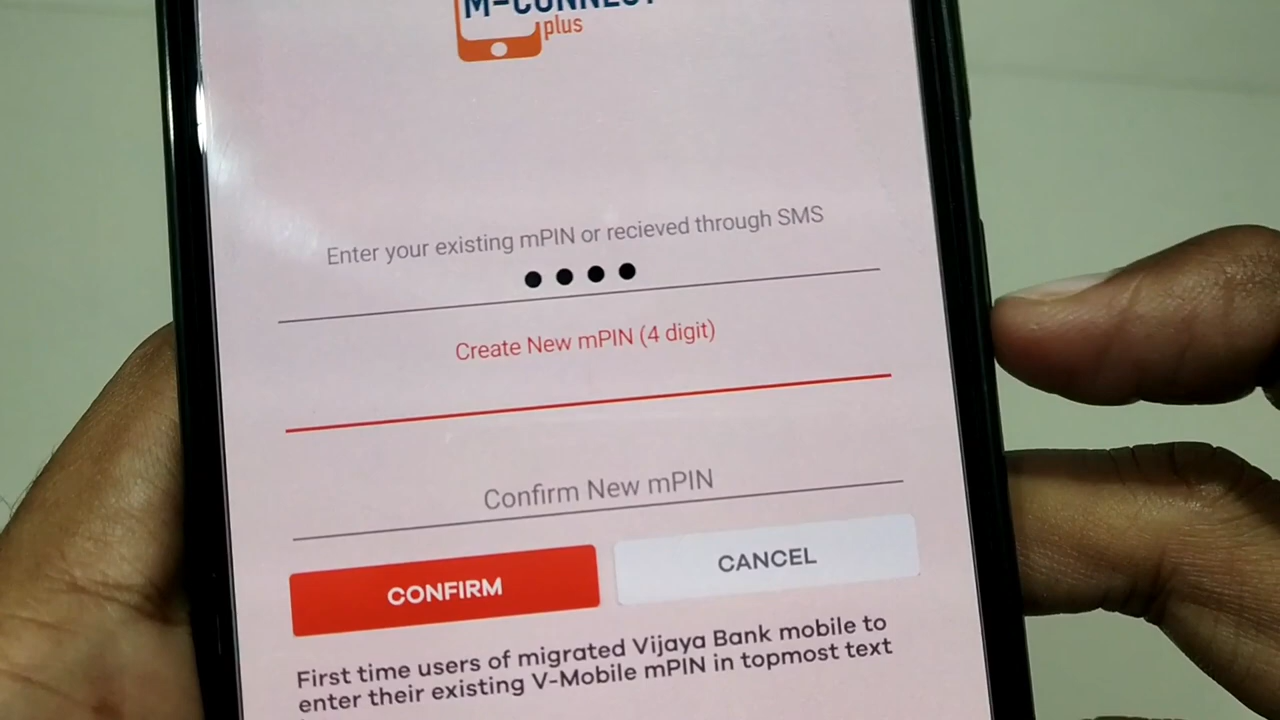 M-CONNECT
plus
Enter your existing mPIN or recieved through SMS
Create New mPIN (4 digit)
Confirm New mPIN
CONFIRM
CANCEL
First time users of migrated Vijaya Bank mobile to
enter their existing V-Mobile mPIN in topmost text